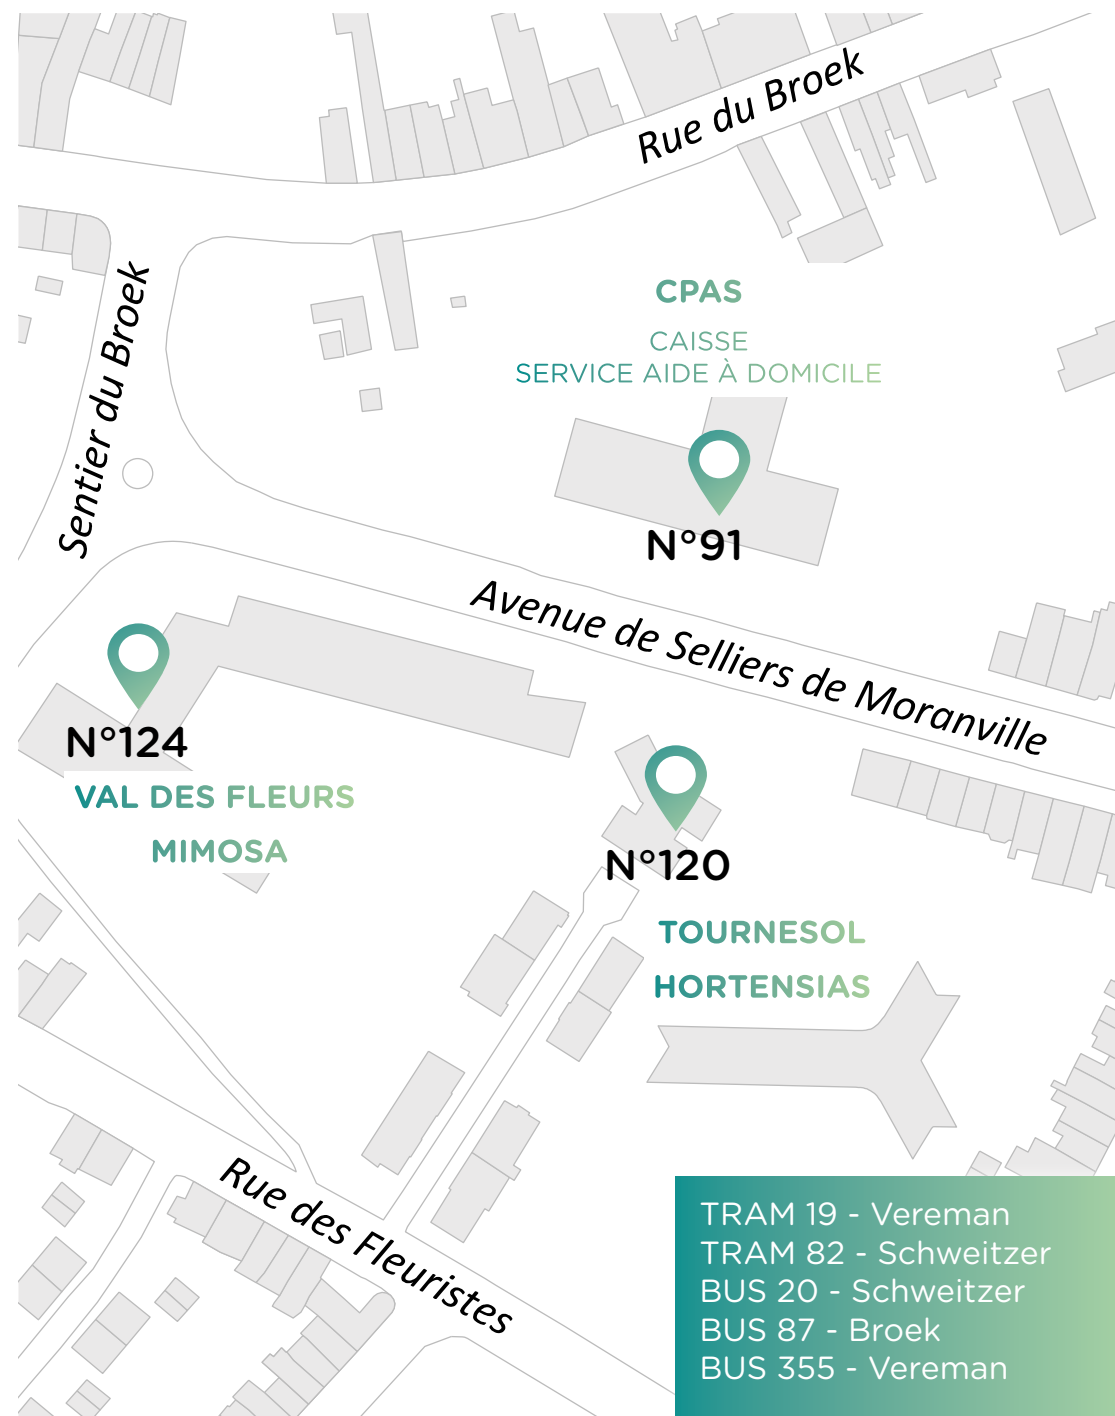 Rue du Broek
Sentier du Broek
CPAS
CAISSE
SERVICE AIDE À DOMICILE
N°91
Avenue de Selliers de Moranville
N°124
VAL DES FLEURS
MIMOSA
N°120
TOURNESOL
HORTENSIAS
Rue des Fleuristes
TRAM 19 - Vereman
TRAM 82 - Schweitzer
BUS 20 - Schweitzer
BUS 87 - Broek
BUS 355 - Vereman